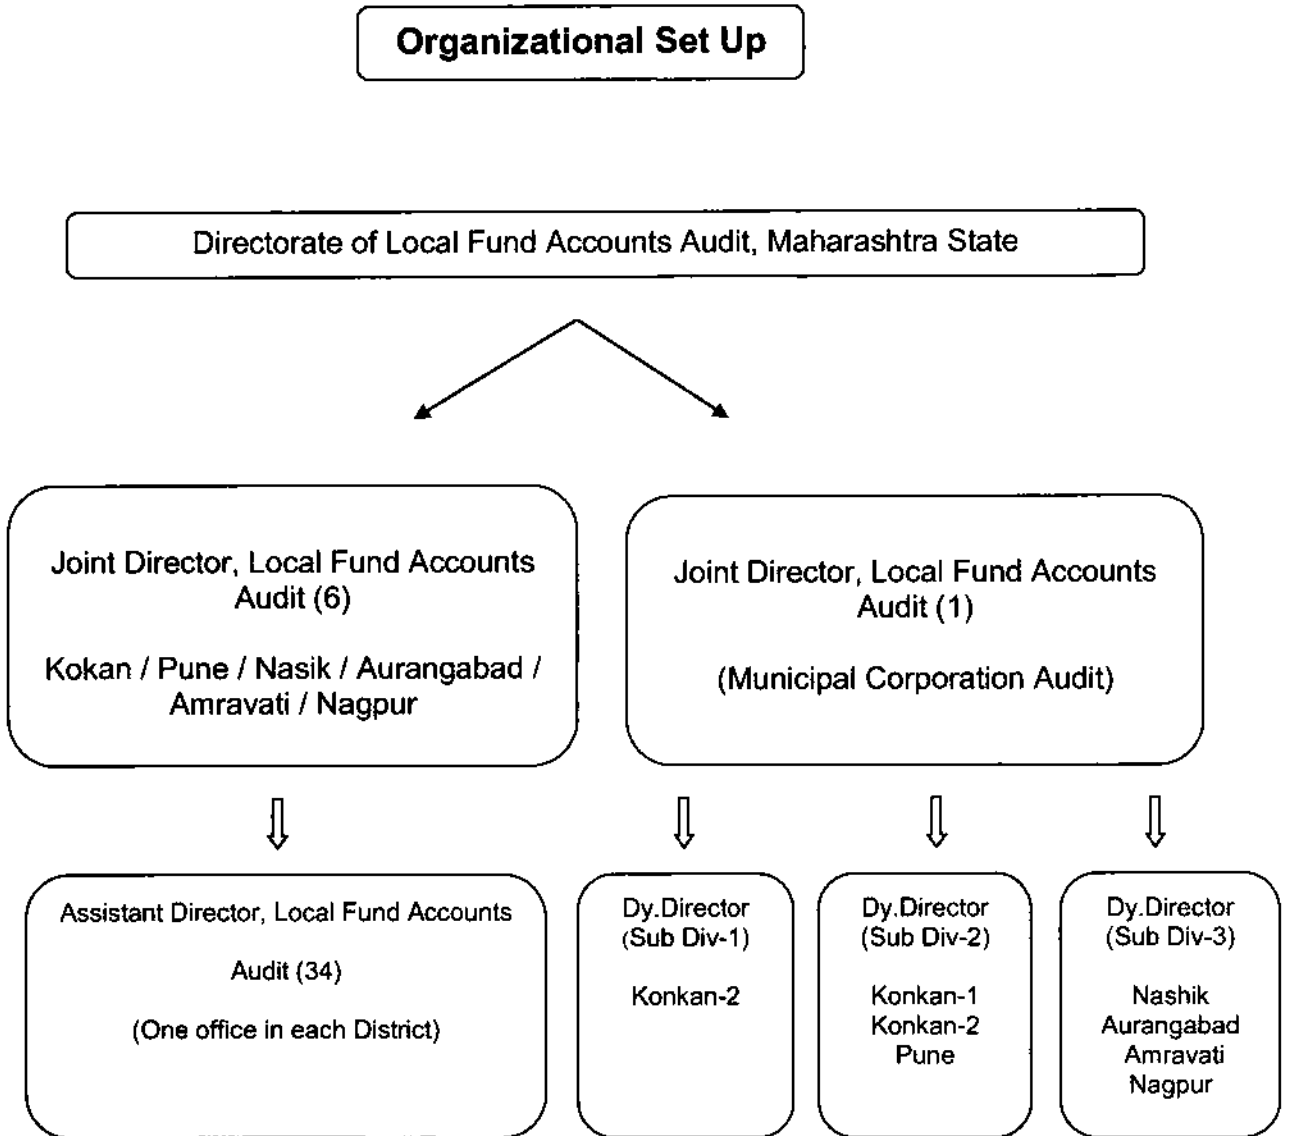 Organizational Set Up
Directorate of Local Fund Accounts Audit, Maharashtra State
Joint Director, Local Fund Accounts
Audit (6)
Kokan / Pune / Nasik / Aurangabad /
Amravati / Nagpur
Joint Director, Local Fund Accounts
Audit (1)
(Municipal Corporation Audit)
Assistant Director, Local Fund Accounts
Audit (34)
(One office in each District)
Dy.Director
(Sub Div-1)
Konkan-2
Dy.Director
(Sub Div-2)
Konkan-1
Konkan-2
Pune
Dy.Director
(Sub Div-3)
Nashik
Aurangabad
Amravati
Nagpur